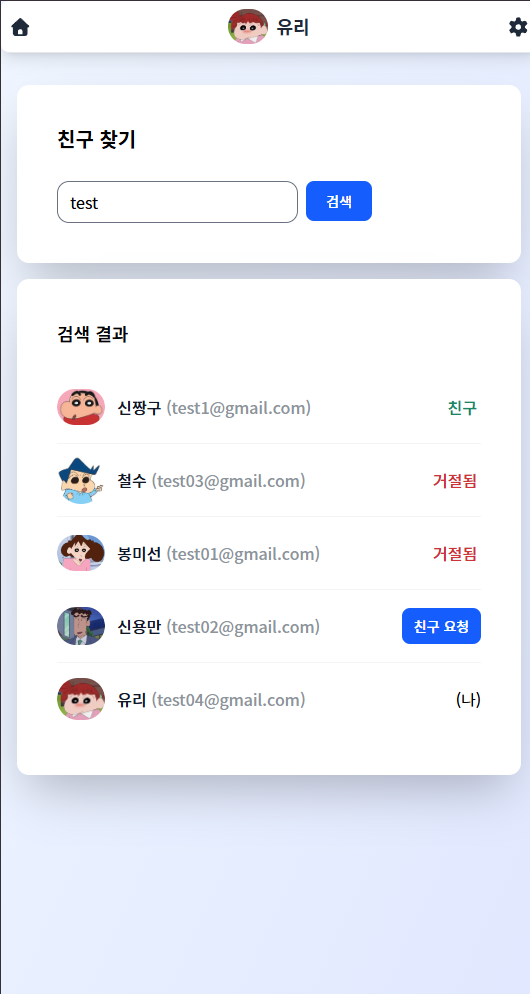 유리
친구 찾기
test
검색
검색 결과
신짱구 (test1@gmail.com) 친구
철수 (test03@gmail.com) 거절됨
봉미선 (test01@gmail.com) 거절됨
신용만 (test02@gmail.com) 친구 요청
유리 (test04@gmail.com) (나)